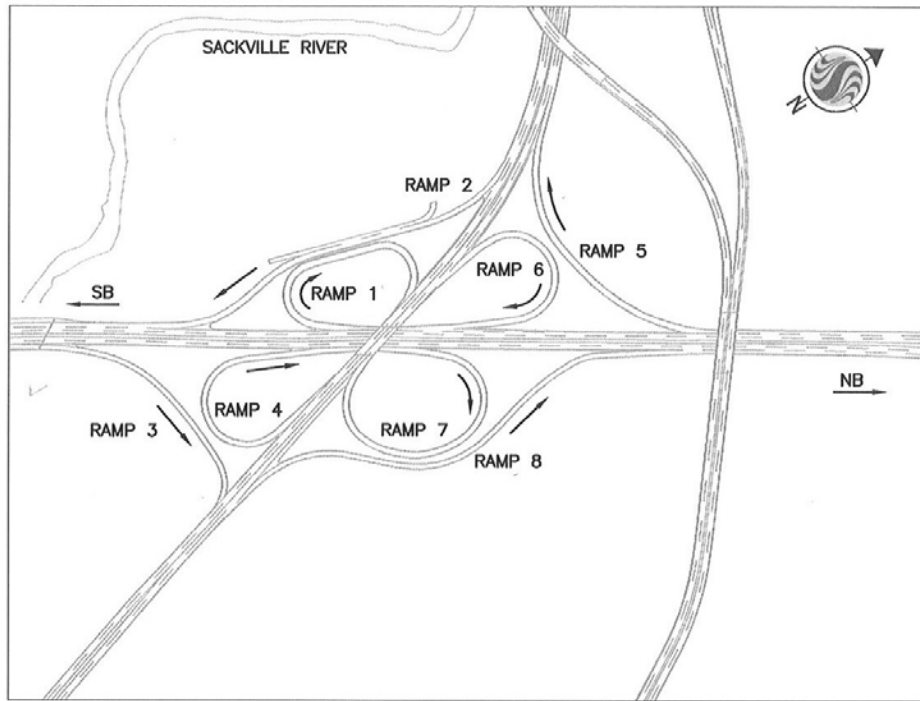 SACKVILLE RIVER
N
RAMP 2
RAMP 5
RAMP 6
RAMP 1
SB
NB
RAMP 4
RAMP 3
RAMP 7
RAMP 8